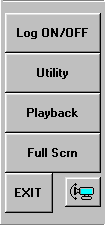 Log ON/OFF
Utility
Playback
Full Scrn
EXIT